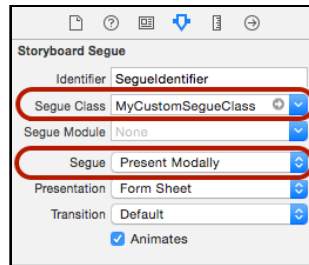 Storyboard Segue
Identifier SegueIdentifier
Segue Class MyCustomSegueClass
Segue Module None
Segue Present Modally
Presentation Form Sheet
Transition Default
Animates